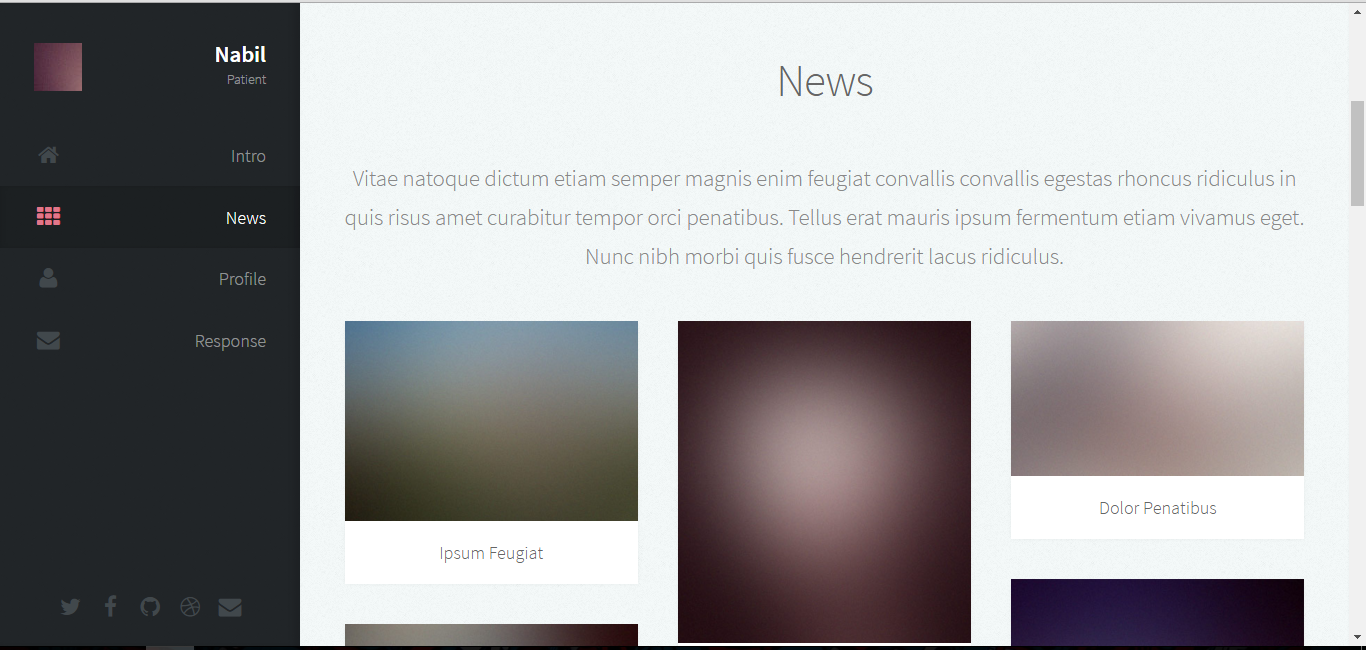 Nabil
Patient
Intro
News
Profile
Response
News
Vitae natoque dictum etiam semper magnis enim feugiat convallis convallis egestas rhoncus ridiculus in
quis risus amet curabitur tempor orci penatibus. Tellus erat mauris ipsum fermentum etiam vivamus eget.
Nunc nibh morbi quis fusce hendrerit lacus ridiculus.
Ipsum Feugiat
Dolor Penatibus